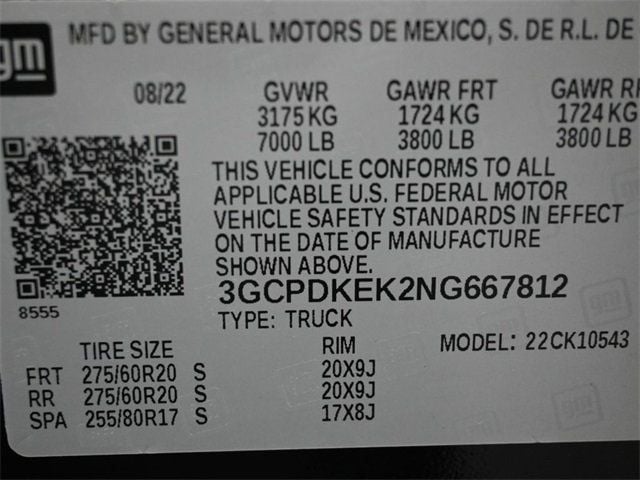 gm MFD BY GENERAL MOTORS DE MEXICO, S. DE R.L. DE
08/22 GVWR GAWR FRT GAWR
3175 KG 1724 KG 1724 KG
7000 LB 3800 LB 3800 LB
THIS VEHICLE CONFORMS TO ALL
APPLICABLE U.S. FEDERAL MOTOR
VEHICLE SAFETY STANDARDS IN EFFECT
ON THE DATE OF MANUFACTURE
SHOWN ABOVE.
3GCPDKEK2NG667812
8555
TYPE: TRUCK
MODEL: 22CK10543
TIRE SIZE RIM
FRT 275/60R20 S 20X9J
RR 275/60R20 S 20X9J
SPA 255/80R17 S 17X8J